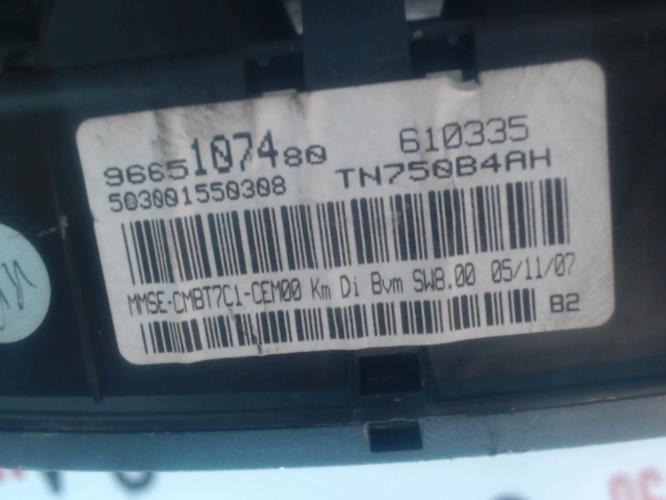 9665107480 610335
503001550308 TN750B4AH
MMSE-CMBT7C1-CEM00 Km Di Bvm SW8.00 05/11/07
B2